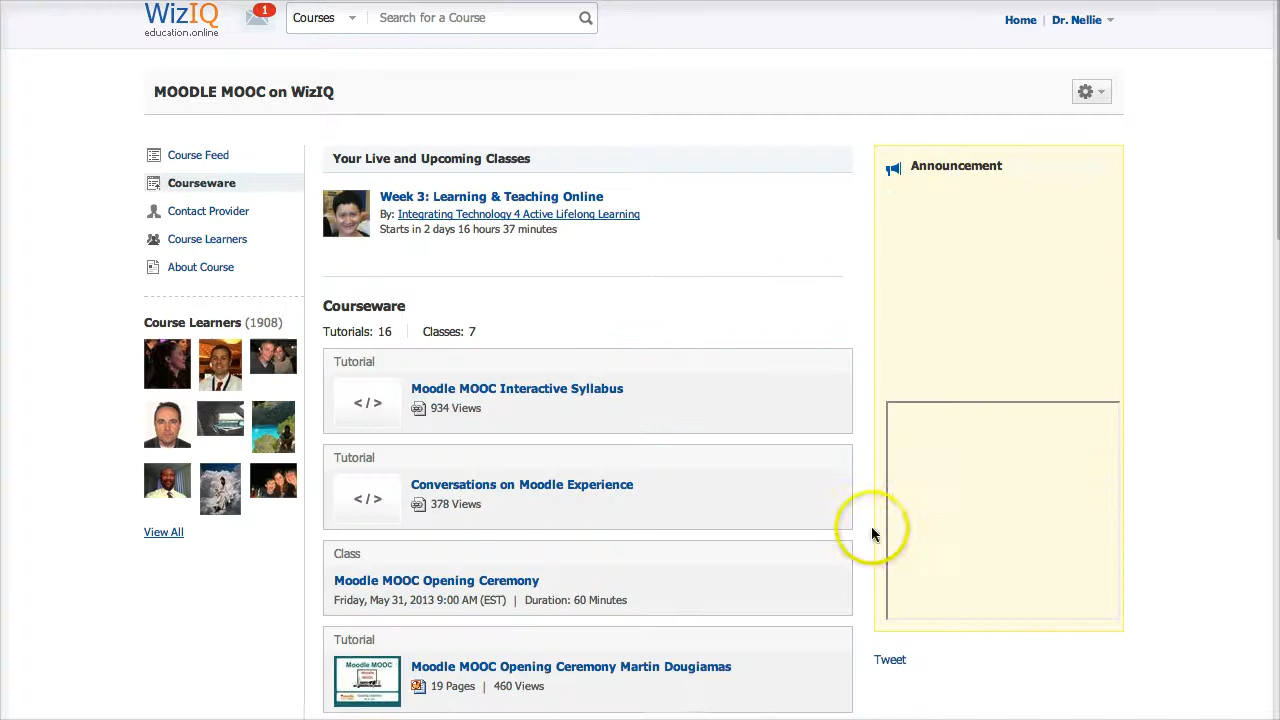 WizIQ
education.online
1
Courses
Search for a Course
Home | Dr. Nellie
MOODLE MOOC on WizIQ
Course Feed
Courseware
Contact Provider
Course Learners
About Course
Course Learners (1908)
View All
Your Live and Upcoming Classes
Week 3: Learning & Teaching Online
By: Integrating Technology 4 Active Lifelong Learning
Starts in 2 days 16 hours 37 minutes
Courseware
Tutorials: 16 | Classes: 7
Tutorial
</>
Moodle MOOC Interactive Syllabus
934 Views
Tutorial
</>
Conversations on Moodle Experience
378 Views
Class
Moodle MOOC Opening Ceremony
Friday, May 31, 2013 9:00 AM (EST) | Duration: 60 Minutes
Tutorial
Moodle MOOC
Moodle MOOC Opening Ceremony Martin Dougiamas
19 Pages | 460 Views
Announcement
Tweet